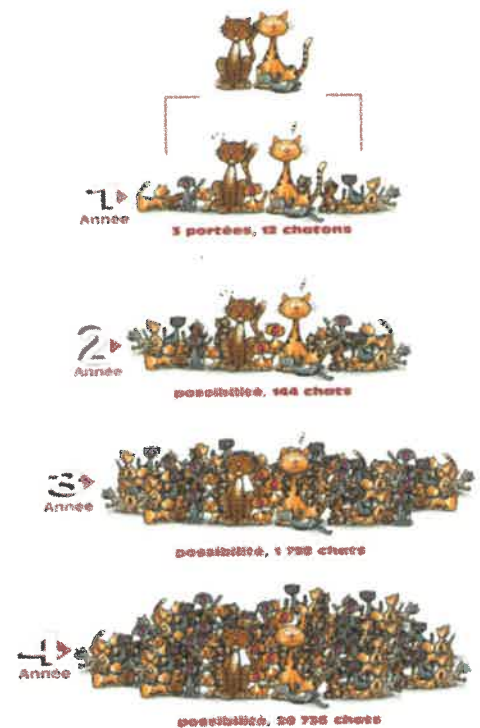 1
Année
3 portées, 12 chatons
2
Année
possibilité, 144 chats
3
Année
possibilité, 1 728 chats
4
Année
possibilité, 20 736 chats